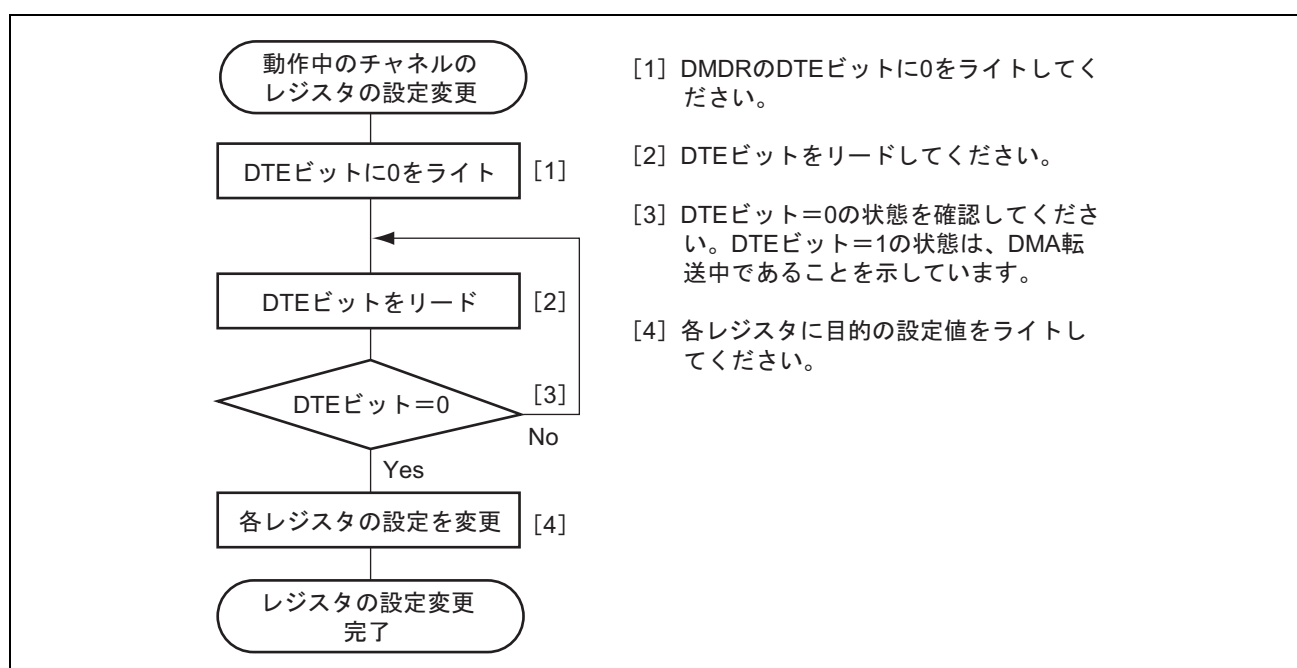 動作中のチャネルの
レジスタの設定変更
DTEビットに0をライト [1]
DTEビットをリード [2]
DTEビット＝0 [3]
No
Yes
各レジスタの設定を変更 [4]
レジスタの設定変更
完了
[1] DMDRのDTEビットに0をライトしてく
ださい。
[2] DTEビットをリードしてください。
[3] DTEビット＝0の状態を確認してくださ
い。DTEビット＝1の状態は、DMA転
送中であることを示しています。
[4] 各レジスタに目的の設定値をライトし
てください。